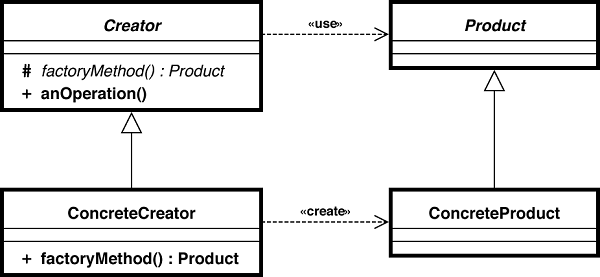 Creator
«use»
Product
# factoryMethod() : Product
+ anOperation()
ConcreteCreator
«create»
ConcreteProduct
+ factoryMethod() : Product